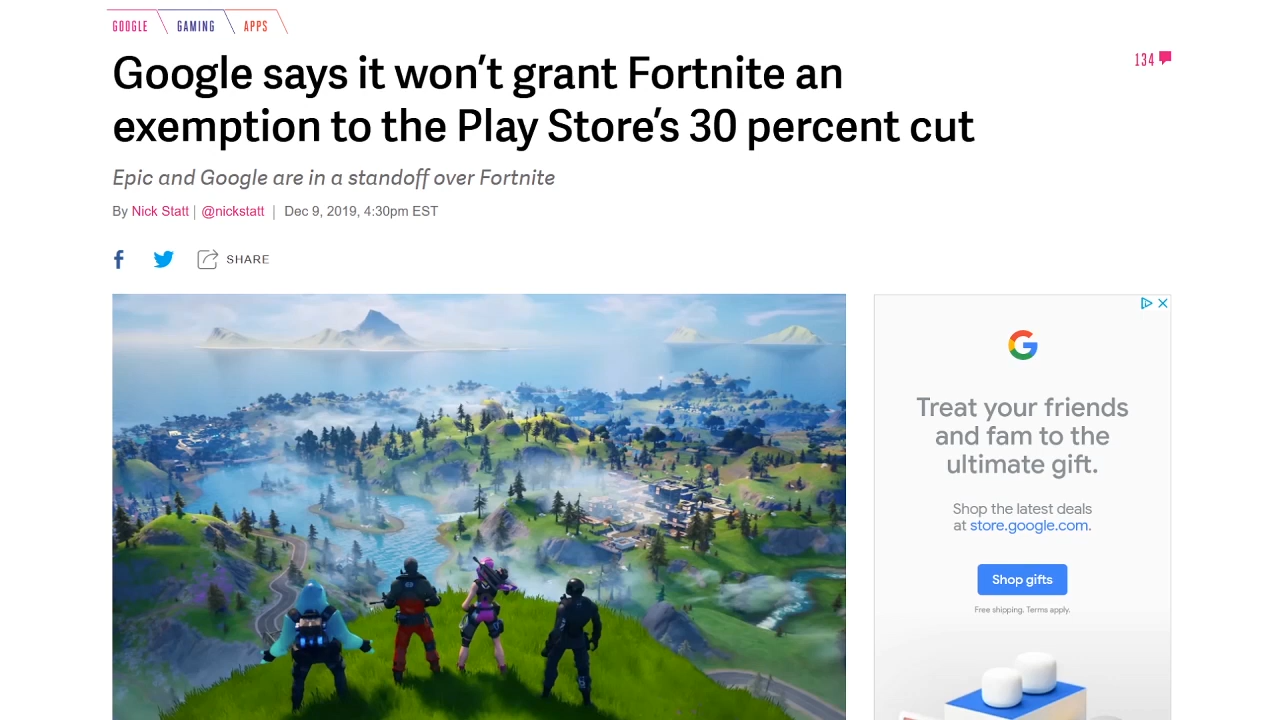 GOOGLE GAMING APPS
Google says it won’t grant Fortnite an
exemption to the Play Store’s 30 percent cut
134
Epic and Google are in a standoff over Fortnite
By Nick Statt | @nickstatt | Dec 9, 2019, 4:30pm EST
SHARE
Treat your friends
and fam to the
ultimate gift.
Shop the latest deals
at store.google.com.
Shop gifts
Free shipping. Terms apply.